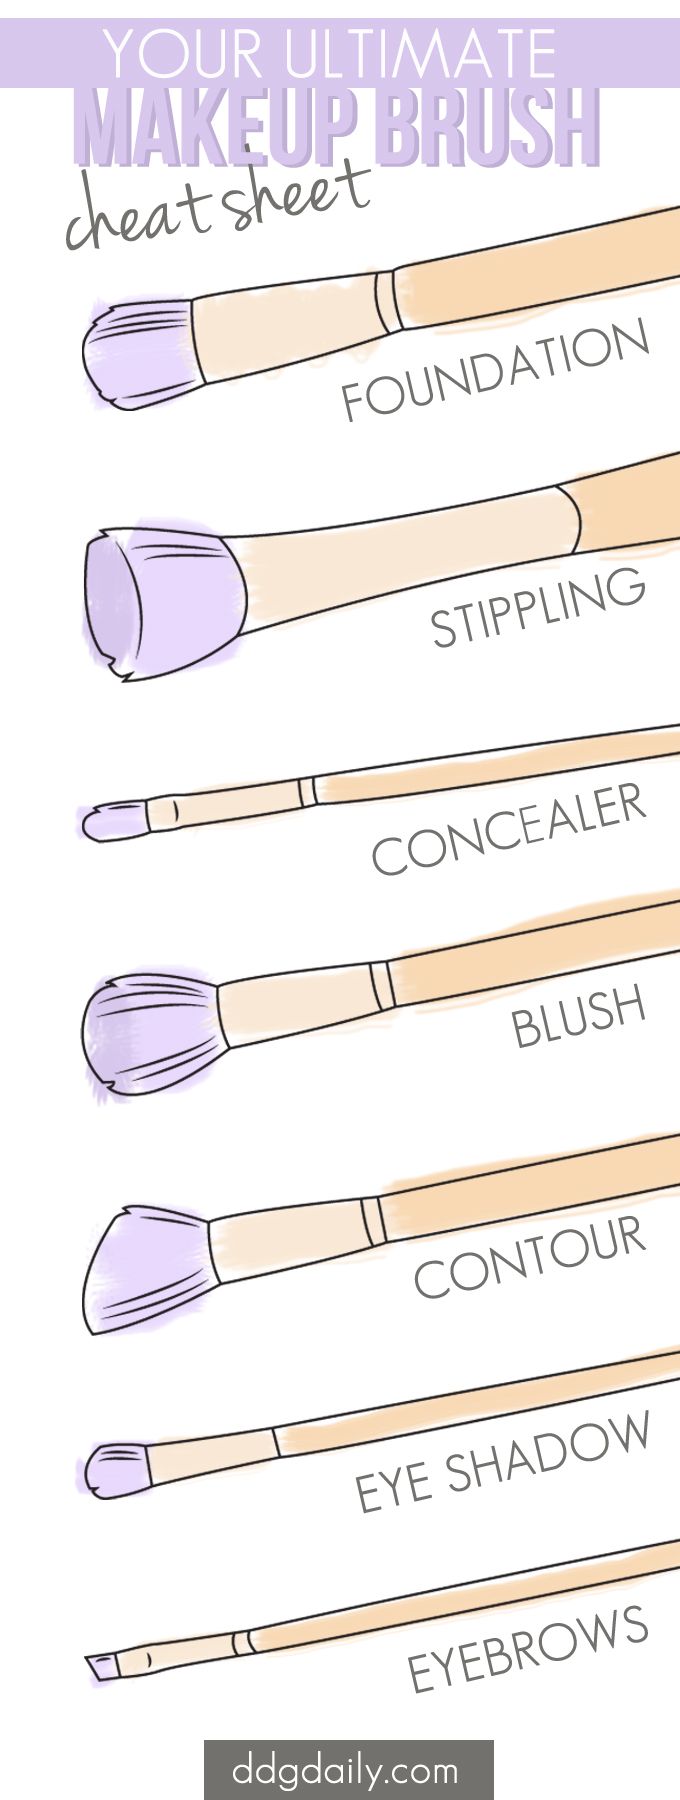 YOUR ULTIMATE
MAKEUP BRUSH
cheat sheet
FOUNDATION
STIPPLING
CONCEALER
BLUSH
CONTOUR
EYE SHADOW
EYEBROWS
ddgdaily.com